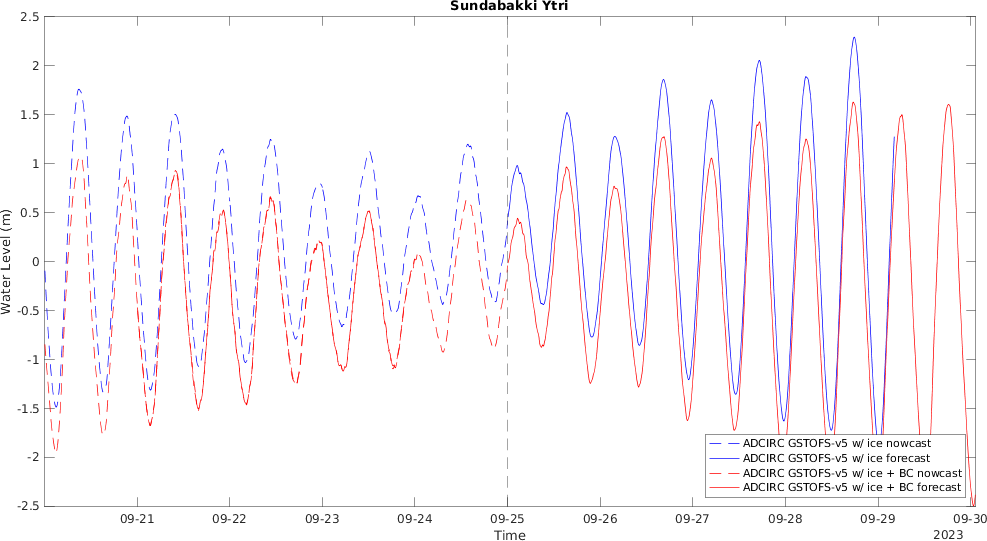 Sundabakki Ytri
2.5
2
1.5
1
0.5
0
-0.5
-1
-1.5
-2
-2.5
Water Level (m)
ADCIRC GSTOFS-v5 w/ ice nowcast
ADCIRC GSTOFS-v5 w/ ice forecast
ADCIRC GSTOFS-v5 w/ ice + BC nowcast
ADCIRC GSTOFS-v5 w/ ice + BC forecast
09-21 09-22 09-23 09-24 09-25 09-26 09-27 09-28 09-29 09-30
Time
2023